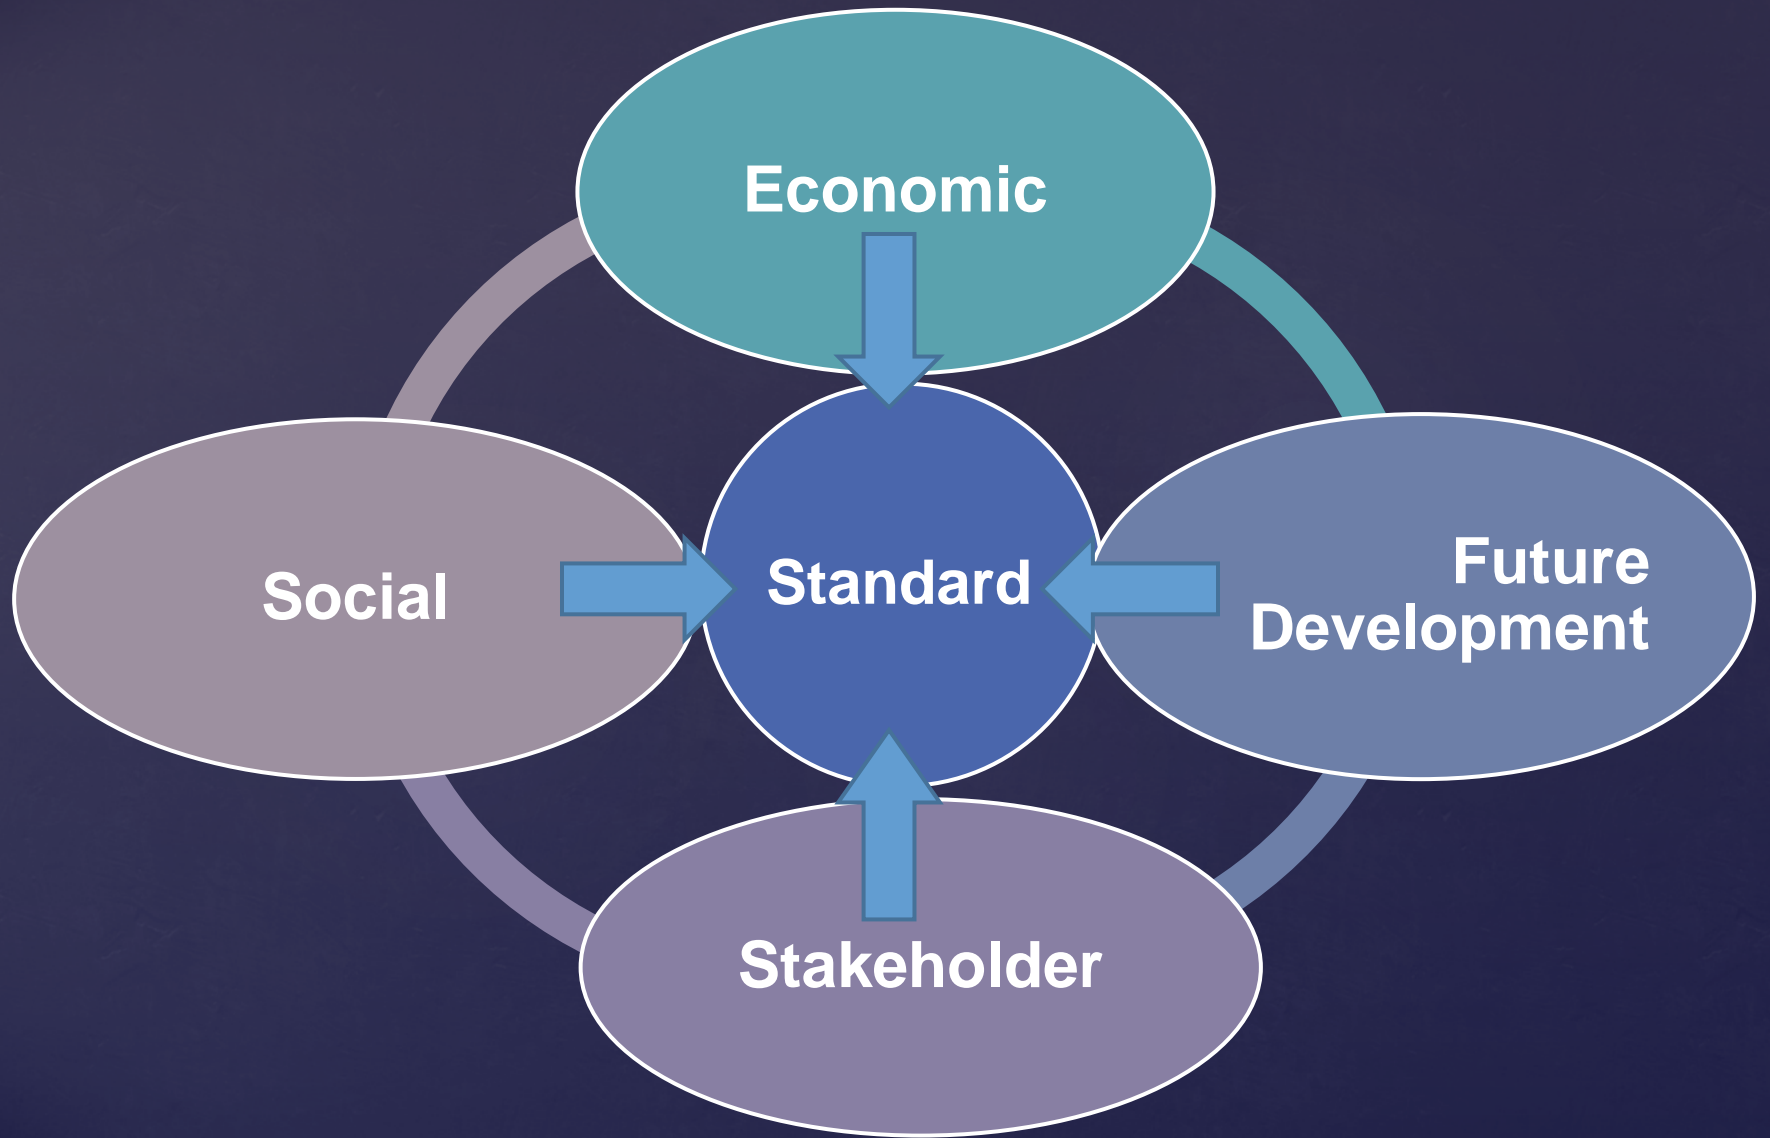 Economic
Social
Standard
Future
Development
Stakeholder